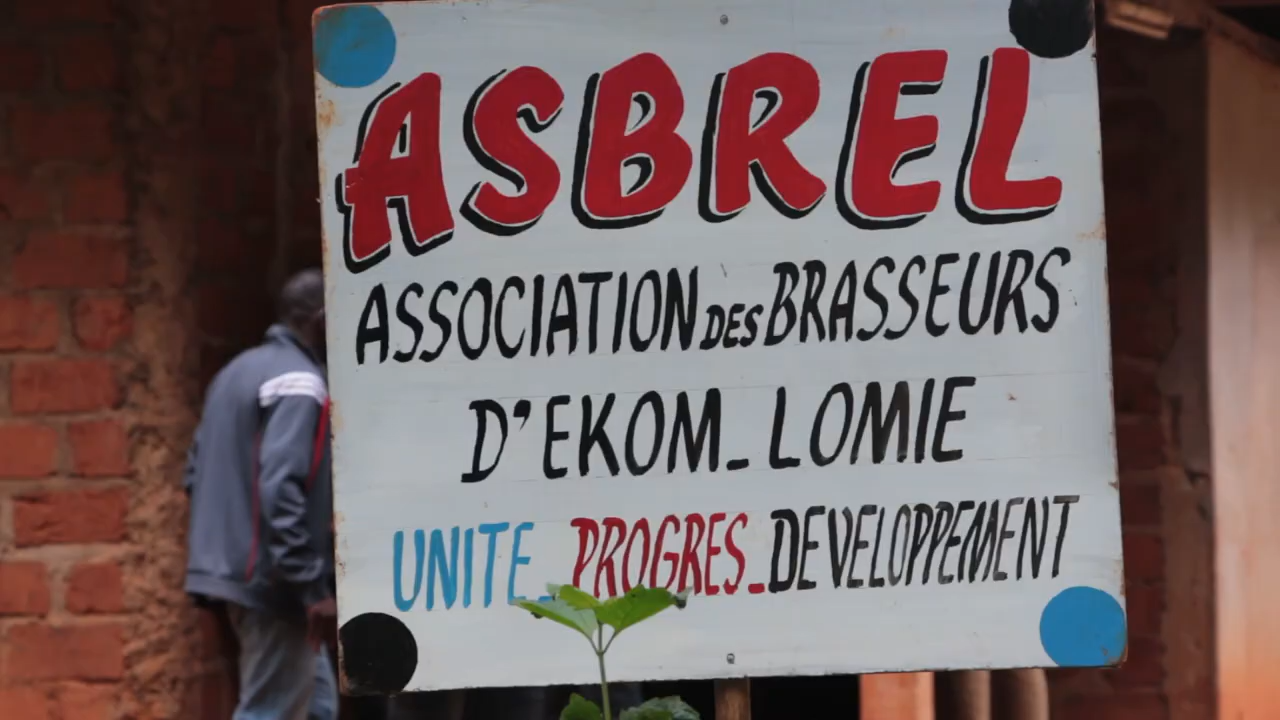 ASBREL
ASSOCIATION DES BRASSEURS
D'EKOM_LOMIE
UNITE_PROGRES_DEVELOPPEMENT